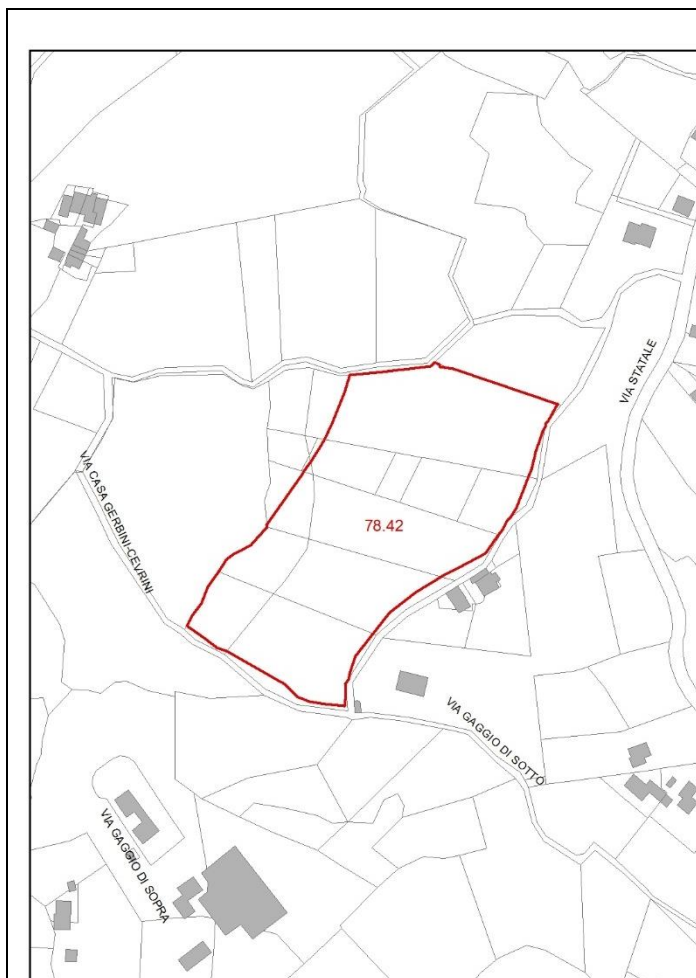 VIA STATALE
VIA CASA GERBINI-CEVRINI
78.42
VIA GAGGIO DI SOTTO
VIA GAGGIO DI SOPRA